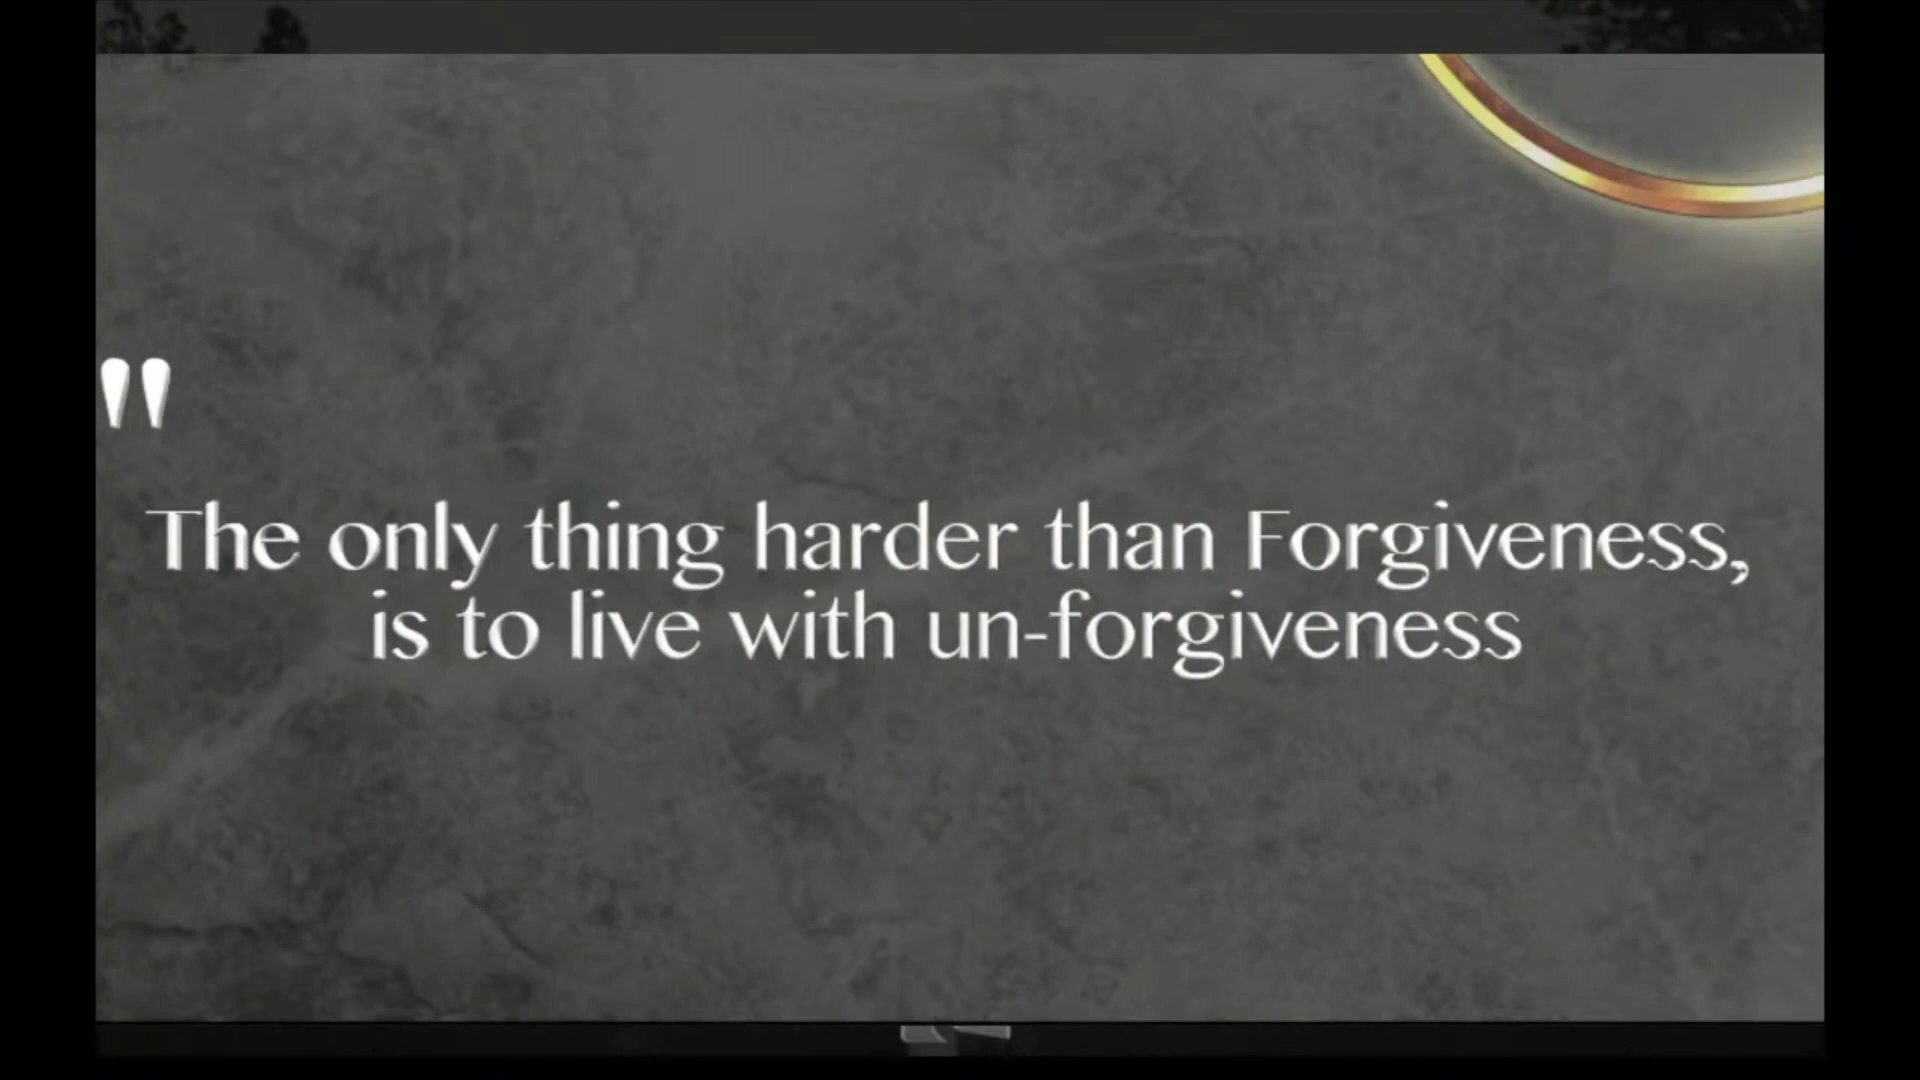 "
The only thing harder than Forgiveness,
is to live with un-forgiveness